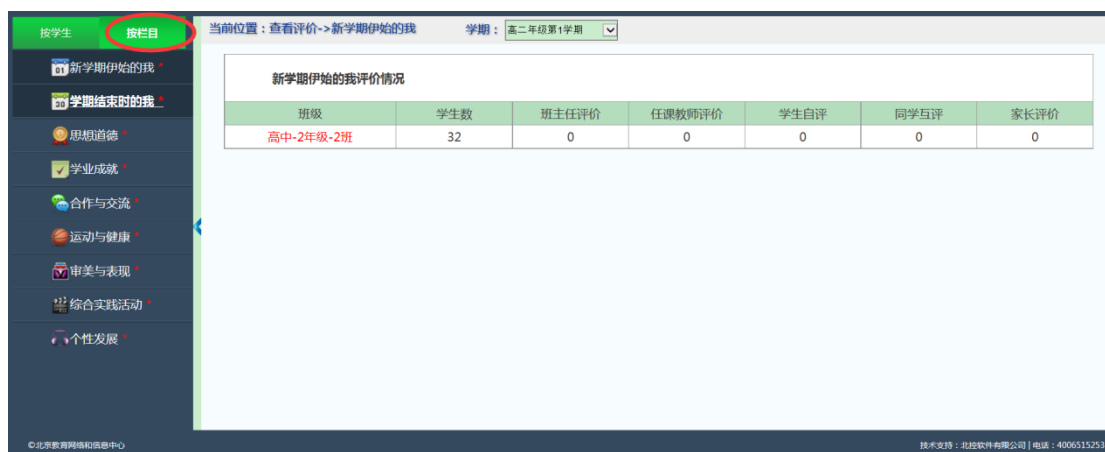 按学生 按栏目 当前位置：查看评价->新学期伊始的我 学期： 高二年级第1学期
01 新学期伊始的我 *
30 学期结束时的我 *
思想道德 *
学业成就 *
合作与交流 *
运动与健康 *
审美与表现 *
综合实践活动 *
个性发展 *
新学期伊始的我评价情况
班级 学生数 班主任评价 任课教师评价 学生自评 同学互评 家长评价
高中-2年级-2班 32 0 0 0 0 0
©北京教育网络和信息中心 技术支持：北控软件有限公司 | 电话：4006515253